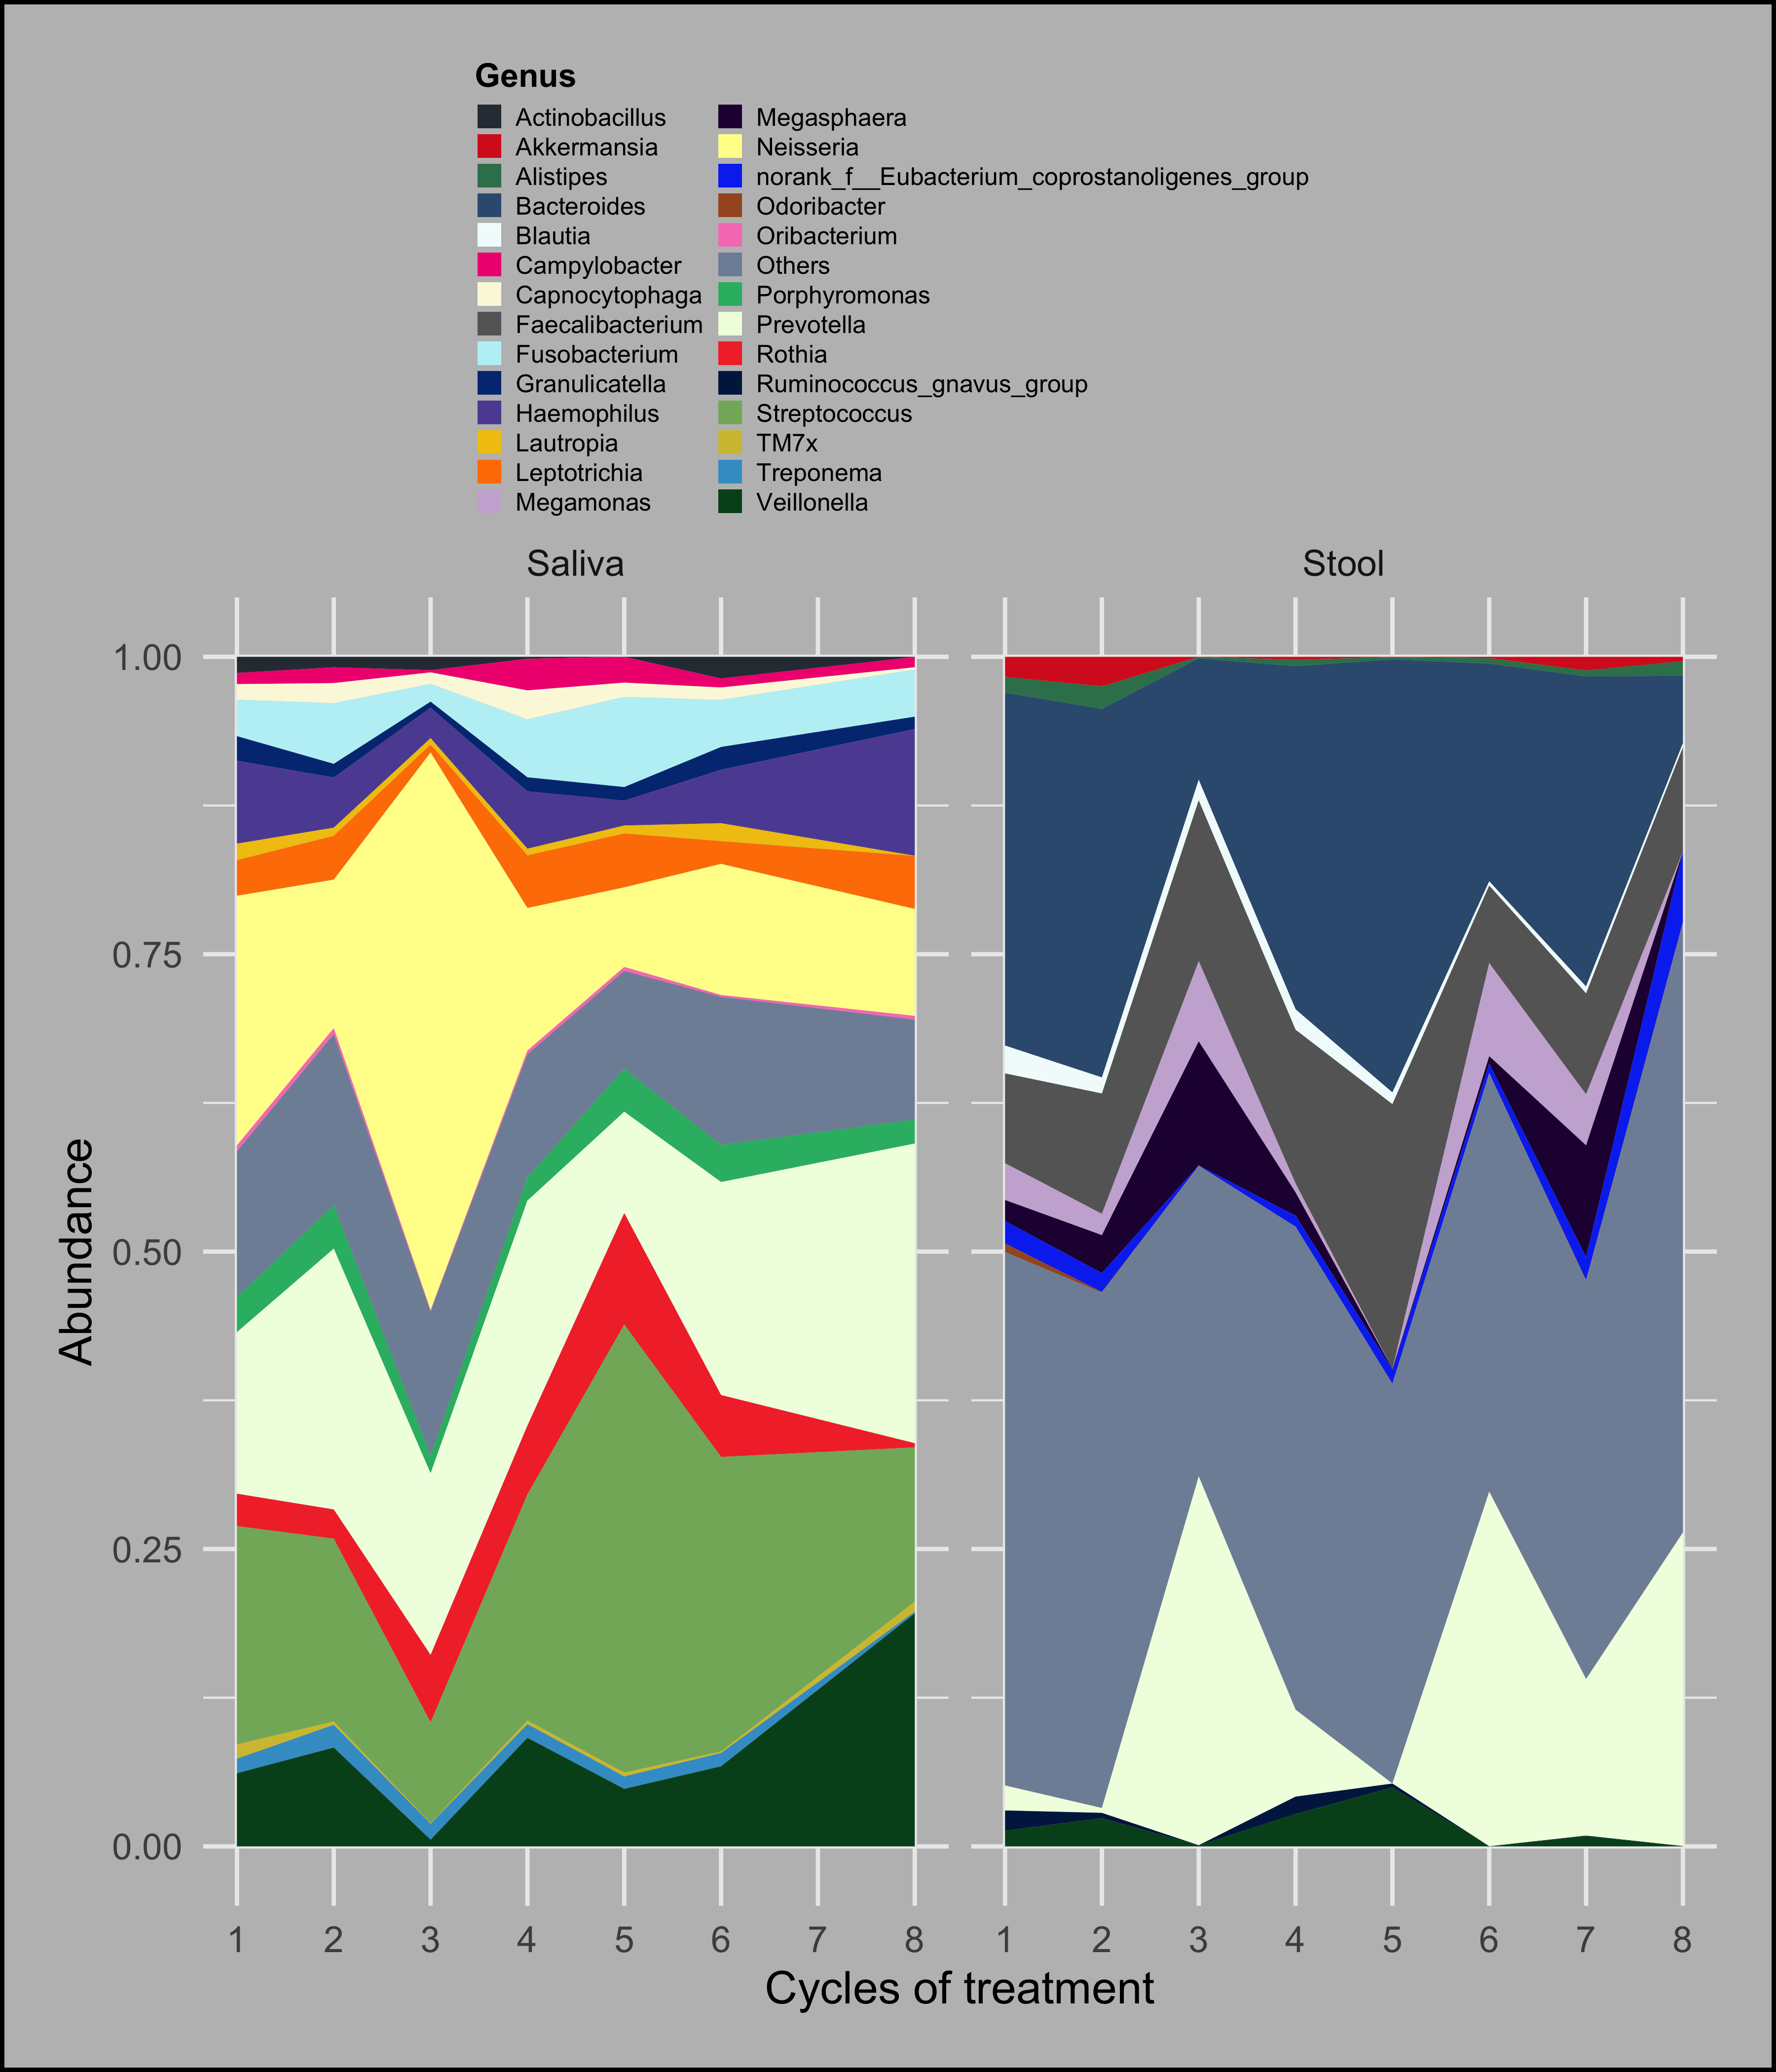 Genus
Actinobacillus
Akkermansia
Alistipes
Bacteroides
Blautia
Campylobacter
Capnocytophaga
Faecalibacterium
Fusobacterium
Granulicatella
Haemophilus
Lautropia
Leptotrichia
Megamonas
Megasphaera
Neisseria
norank_f__Eubacterium_coprostanoligenes_group
Odoribacter
Oribacterium
Others
Porphyromonas
Prevotella
Rothia
Ruminococcus_gnavus_group
Streptococcus
TM7x
Treponema
Veillonella
Saliva
Stool
Abundance
1.00
0.75
0.50
0.25
0.00
1 2 3 4 5 6 7 8
1 2 3 4 5 6 7 8
Cycles of treatment